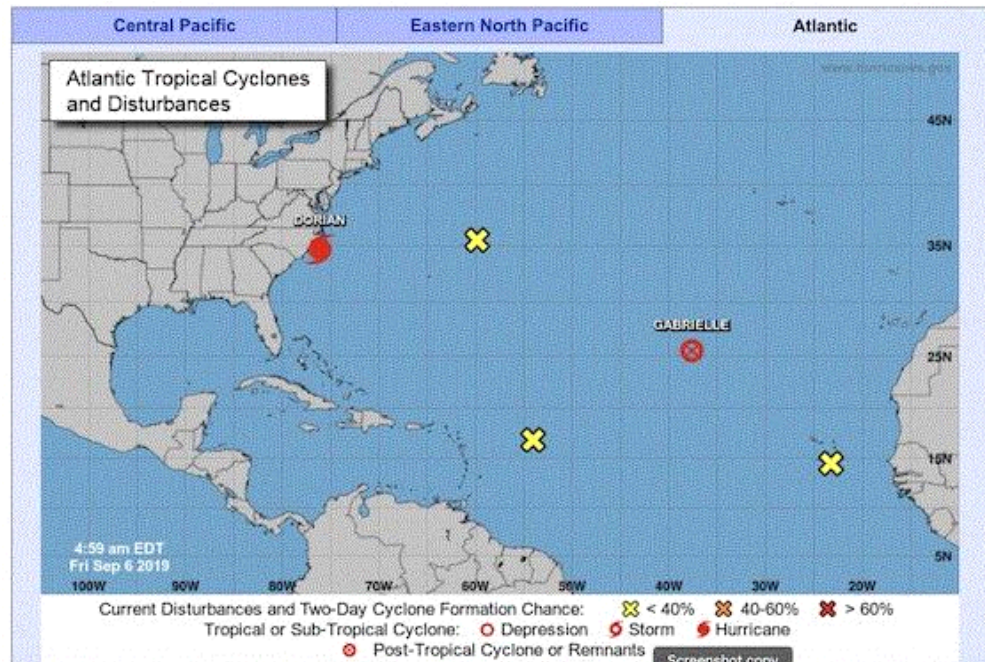 Central Pacific
Eastern North Pacific
Atlantic
Atlantic Tropical Cyclones
and Disturbances
www.hurricanes.gov
45N
DORIAN
35N
GABRIELLE
25N
15N
4:59 am EDT
Fri Sep 6 2019
5N
100W 90W 80W 70W 60W 50W 40W 30W 20W
Current Disturbances and Two-Day Cyclone Formation Chance: < 40% 40-60% > 60%
Tropical or Sub-Tropical Cyclone: Depression Storm Hurricane
Post-Tropical Cyclone or Remnants
Screenshot copy